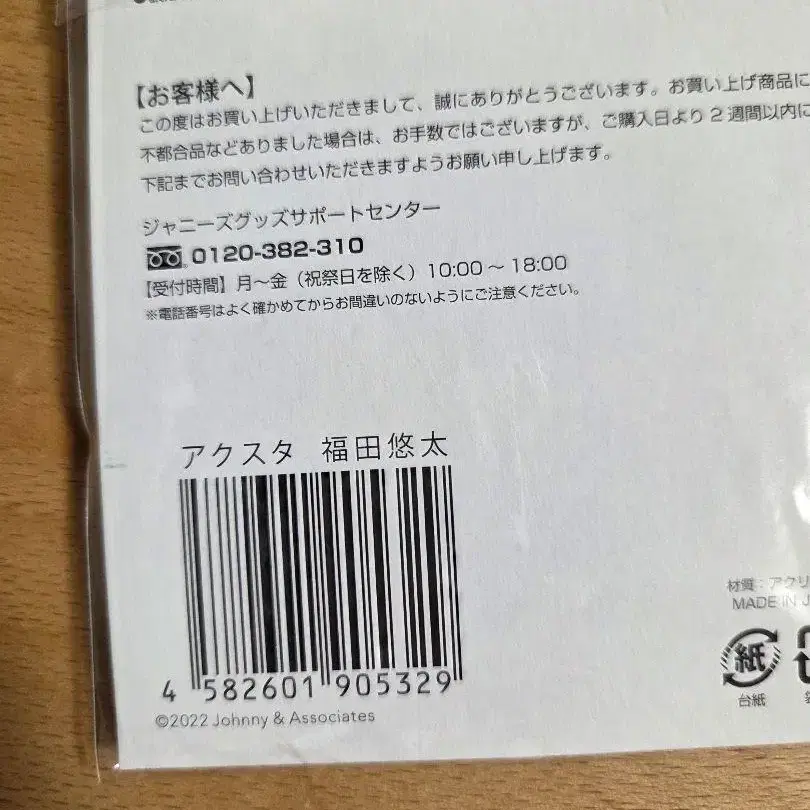 【お客様へ】
この度はお買い上げいただきまして、誠にありがとうございます。お買い上げ商品に
不都合品などありました場合は、お手数ではございますが、ご購入日より2週間以内に
下記までお問い合わせいただきますようお願い申し上げます。
ジャニーズグッズサポートセンター
0120-382-310
【受付時間】月～金（祝祭日を除く）10:00～18:00
※電話番号はよく確かめてからお間違いのないようにご注意ください。
アクスタ 福田悠太
4 582601 905329
©2022 Johnny & Associates
材質：アクリ
MADE IN J
紙
台紙